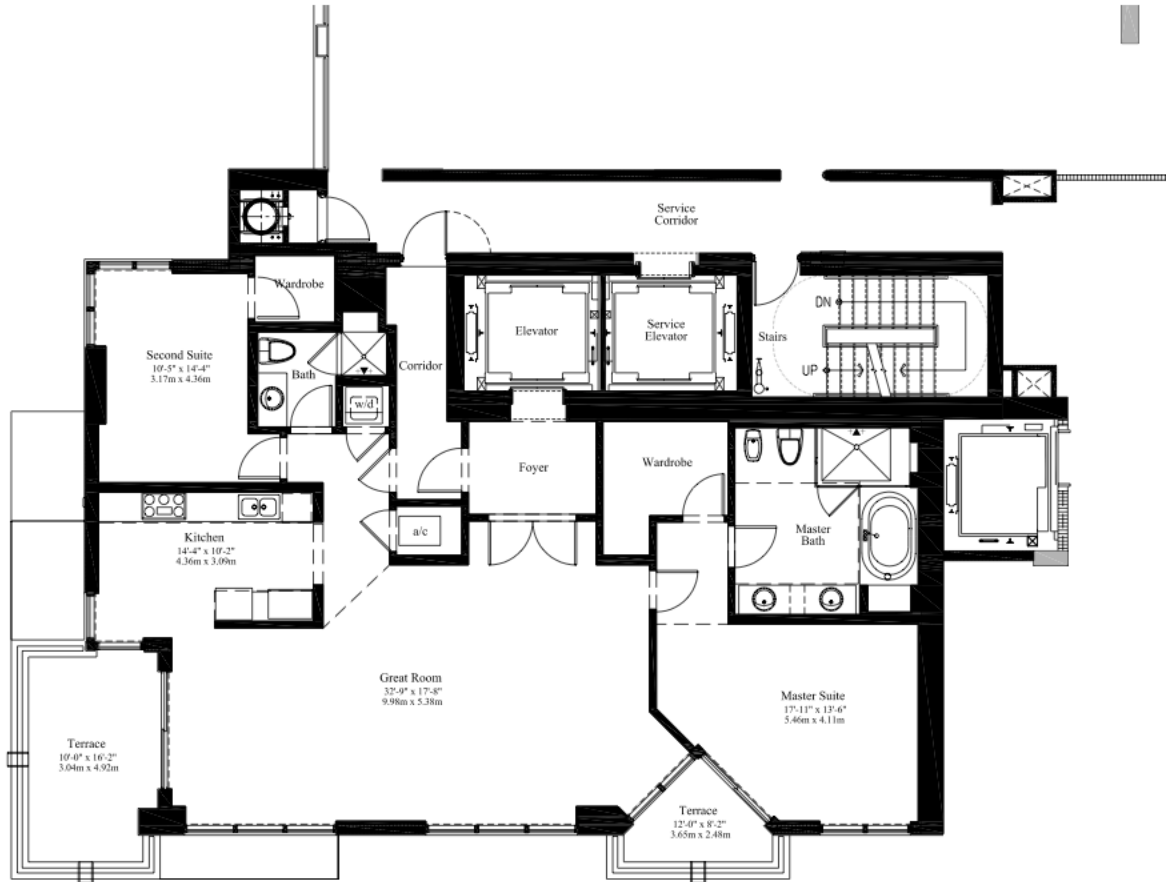 Service
Corridor
Wardrobe
DN
Elevator
Service
Elevator
Stairs
Second Suite
10'-5" x 14'-4"
3.17m x 4.36m
Corridor
Bath
UP
w/d
Foyer
Wardrobe
a/c
Master
Bath
Kitchen
14'-4" x 10'-2"
4.36m x 3.09m
Great Room
32'-9" x 17'-8"
9.98m x 5.38m
Master Suite
17'-11" x 13'-6"
5.46m x 4.11m
Terrace
10'-0" x 16'-2"
3.04m x 4.92m
Terrace
12'-0" x 8'-2"
3.65m x 2.48m